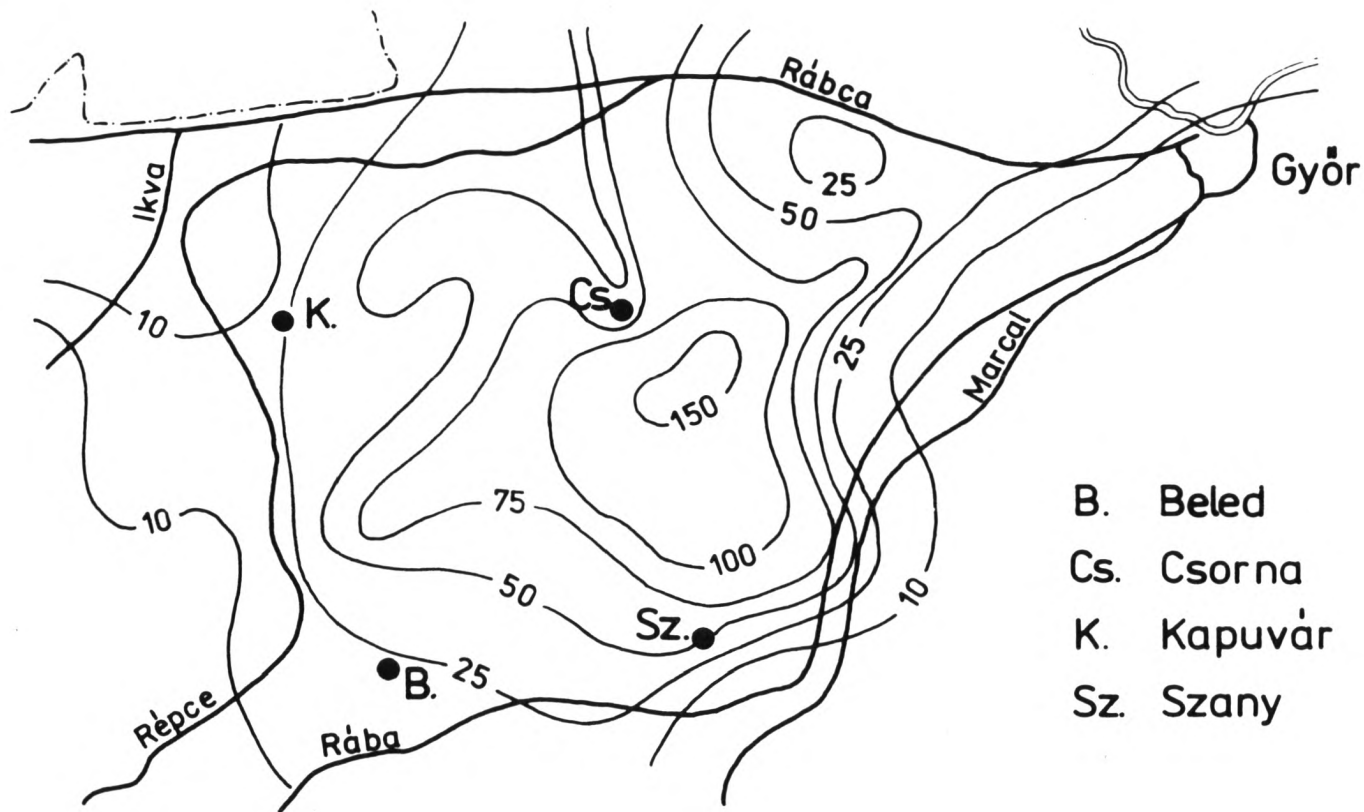 Rábca
Ikva
Győr
25
50
10
K.
Cs.
25
Marcal
150
10
75
100
50
10
Sz.
25
B.
Répce
Rába
B. Beled
Cs. Csorna
K. Kapuvár
Sz. Szany